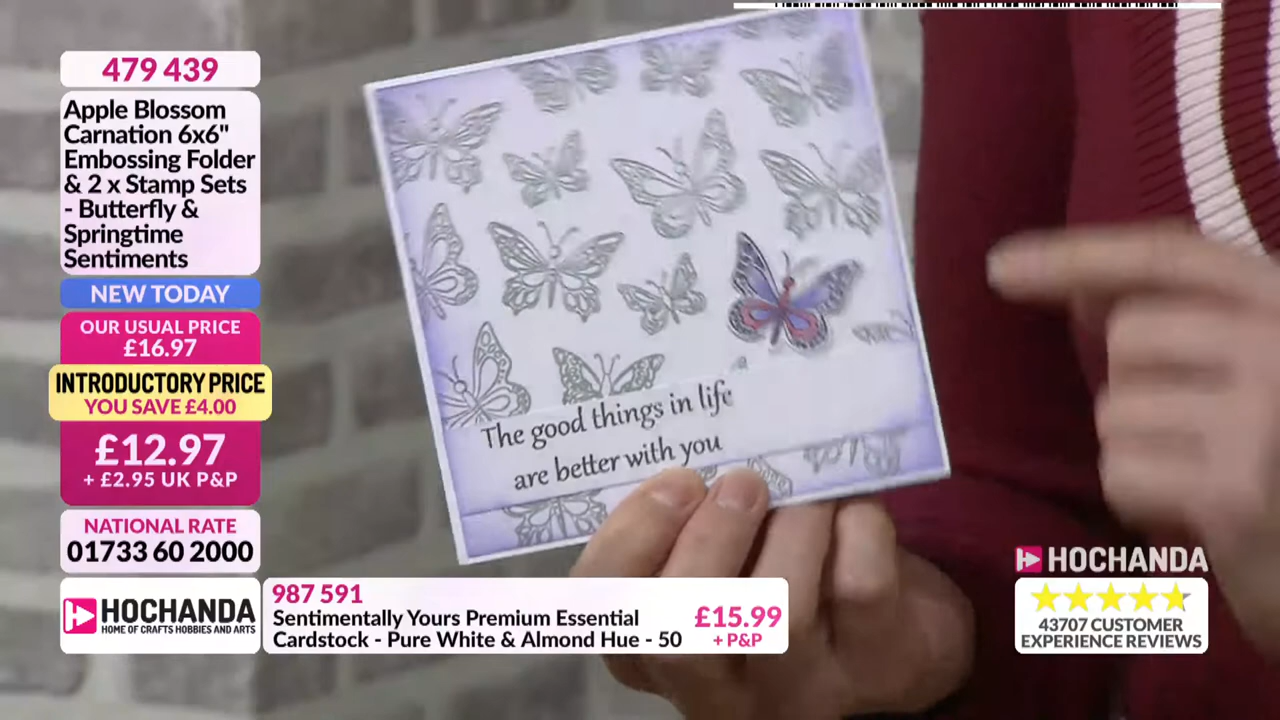 479 439
Apple Blossom
Carnation 6x6"
Embossing Folder
& 2 x Stamp Sets
- Butterfly &
Springtime
Sentiments
NEW TODAY
OUR USUAL PRICE
£16.97
INTRODUCTORY PRICE
YOU SAVE £4.00
£12.97
+ £2.95 UK P&P
NATIONAL RATE
01733 60 2000
HOCHANDA
HOME OF CRAFTS HOBBIES AND ARTS
987 591
Sentimentally Yours Premium Essential
Cardstock - Pure White & Almond Hue - 50
£15.99
+ P&P
The good things in life
are better with you
HOCHANDA
43707 CUSTOMER
EXPERIENCE REVIEWS